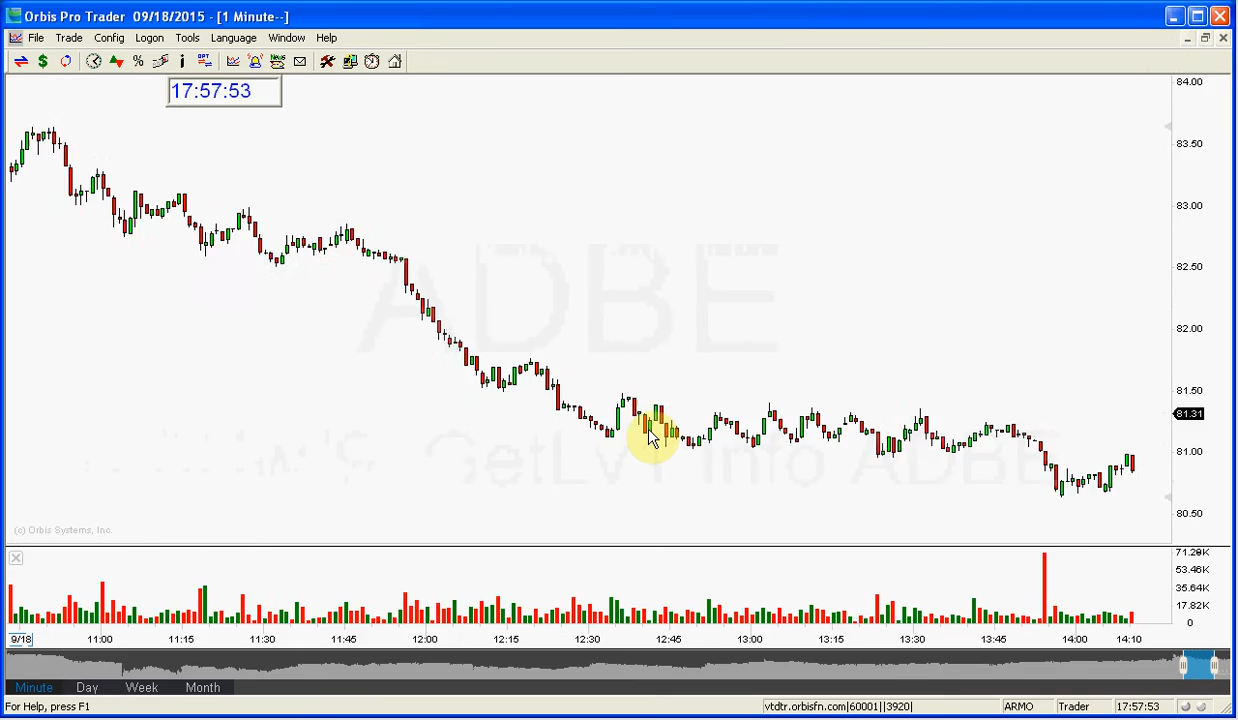 Orbis Pro Trader 09/18/2015 - [1 Minute--]
File Trade Config Logon Tools Language Window Help
17:57:53
84.00
83.50
83.00
82.50
82.00
81.50
81.31
81.00
80.50
ADBE
GetLv1 Info ADBE
(c) Orbis Systems, Inc.
53.46K
35.64K
17.82K
0
9/18 11:00 11:15 11:30 11:45 12:00 12:15 12:30 12:45 13:00 13:15 13:30 13:45 14:00 14:10
Minute Day Week Month
For Help, press F1 vtdtr.orbisfn.com|60001||3920| ARMO Trader 17:57:53